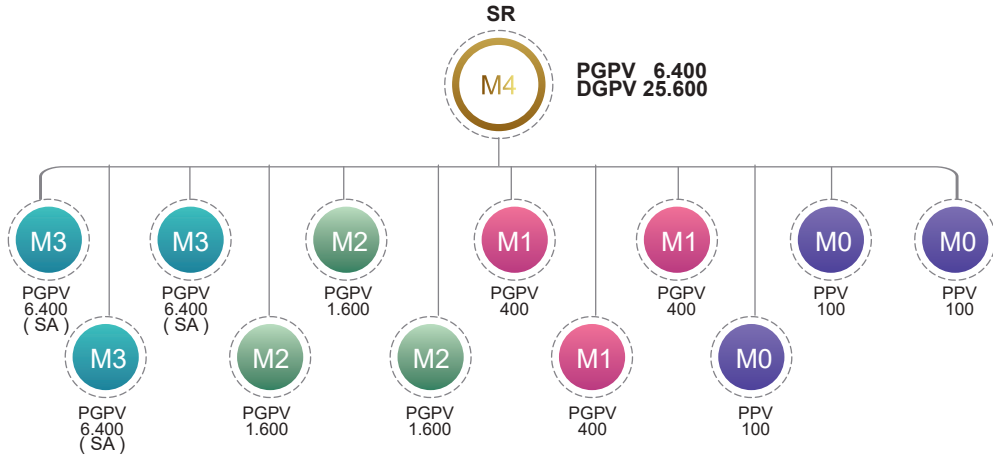 SR
M4
PGPV 6.400
DGPV 25.600
M3
PGPV
6.400
( SA )
M3
PGPV
6.400
( SA )
M2
PGPV
1.600
M1
PGPV
400
M1
PGPV
400
M0
PPV
100
M0
PPV
100
M3
PGPV
6.400
( SA )
M2
PGPV
1.600
M2
PGPV
1.600
M1
PGPV
400
M0
PPV
100